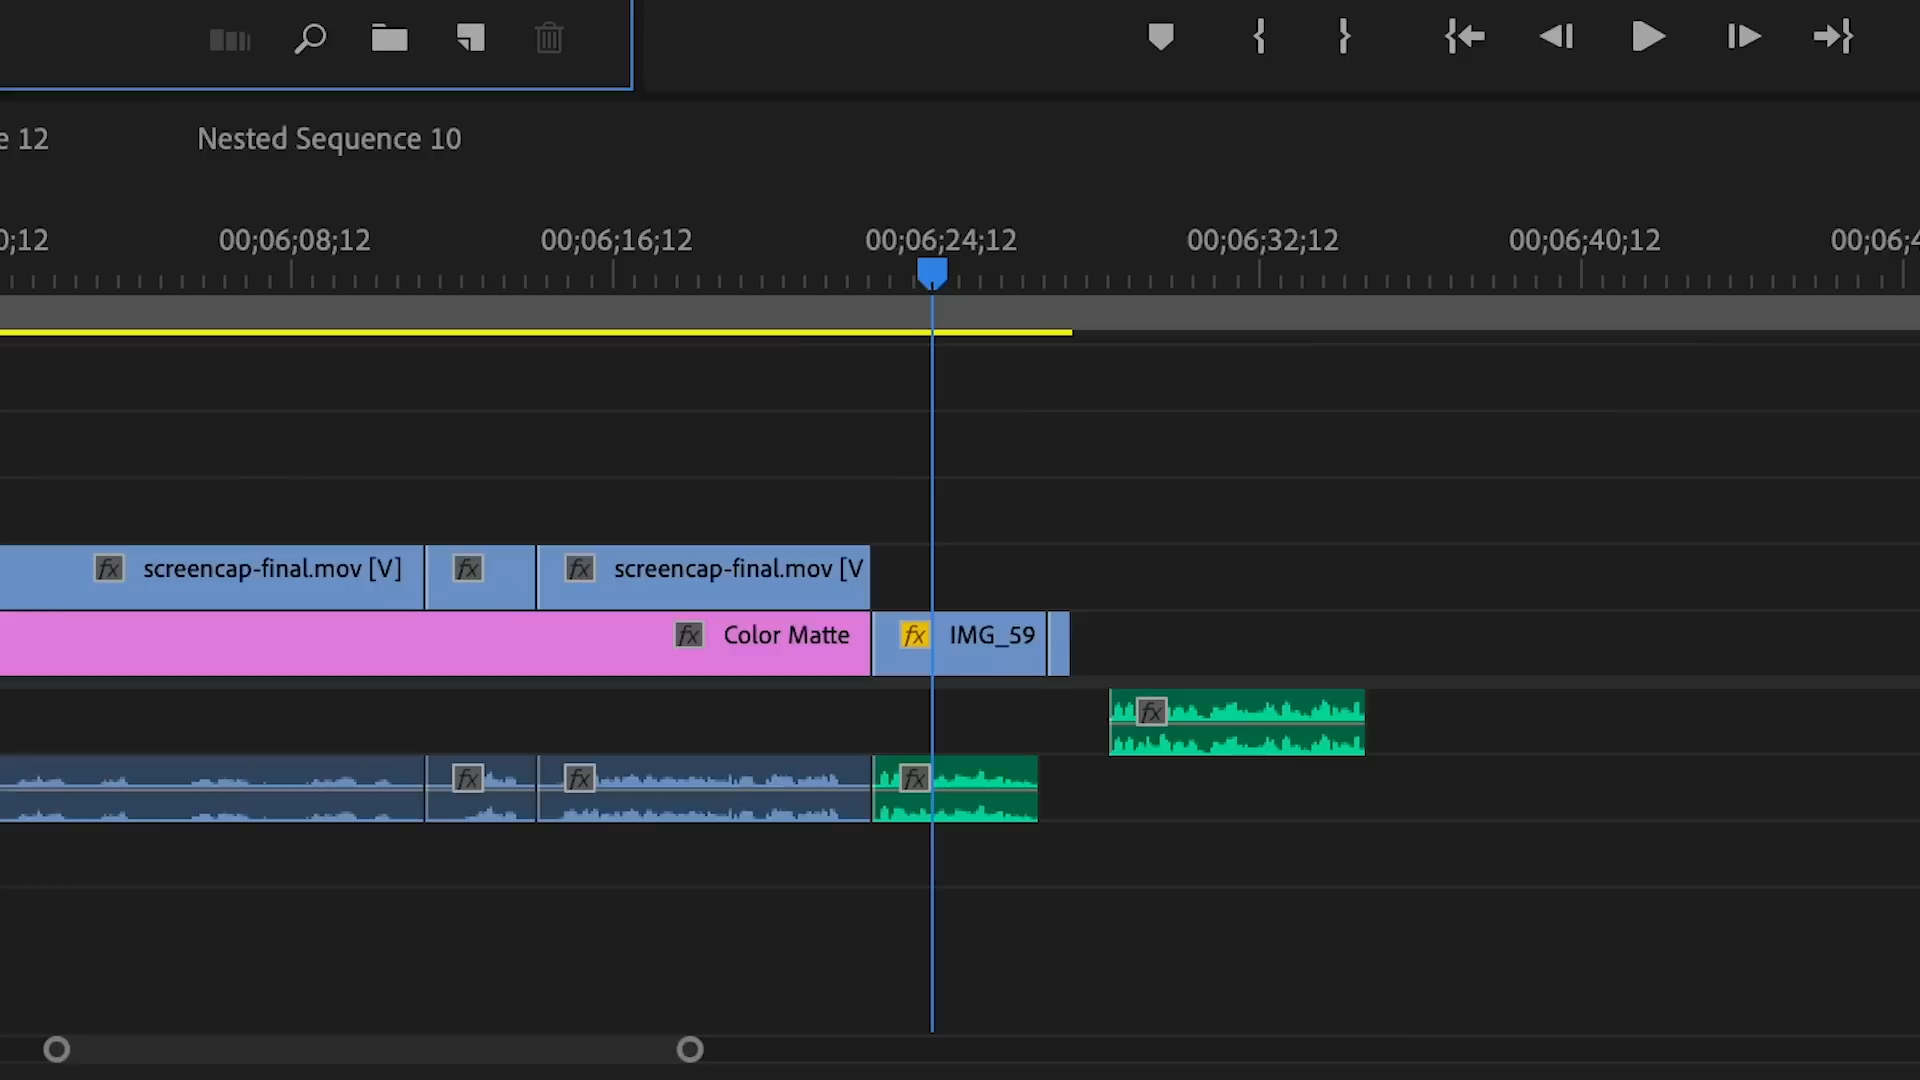 e 12 Nested Sequence 10
0;12 00;06;08;12 00;06;16;12 00;06;24;12 00;06;32;12 00;06;40;12 00;06;4
fx screencap-final.mov [V] fx fx screencap-final.mov [V
fx Color Matte fx IMG_59
fx
fx fx fx